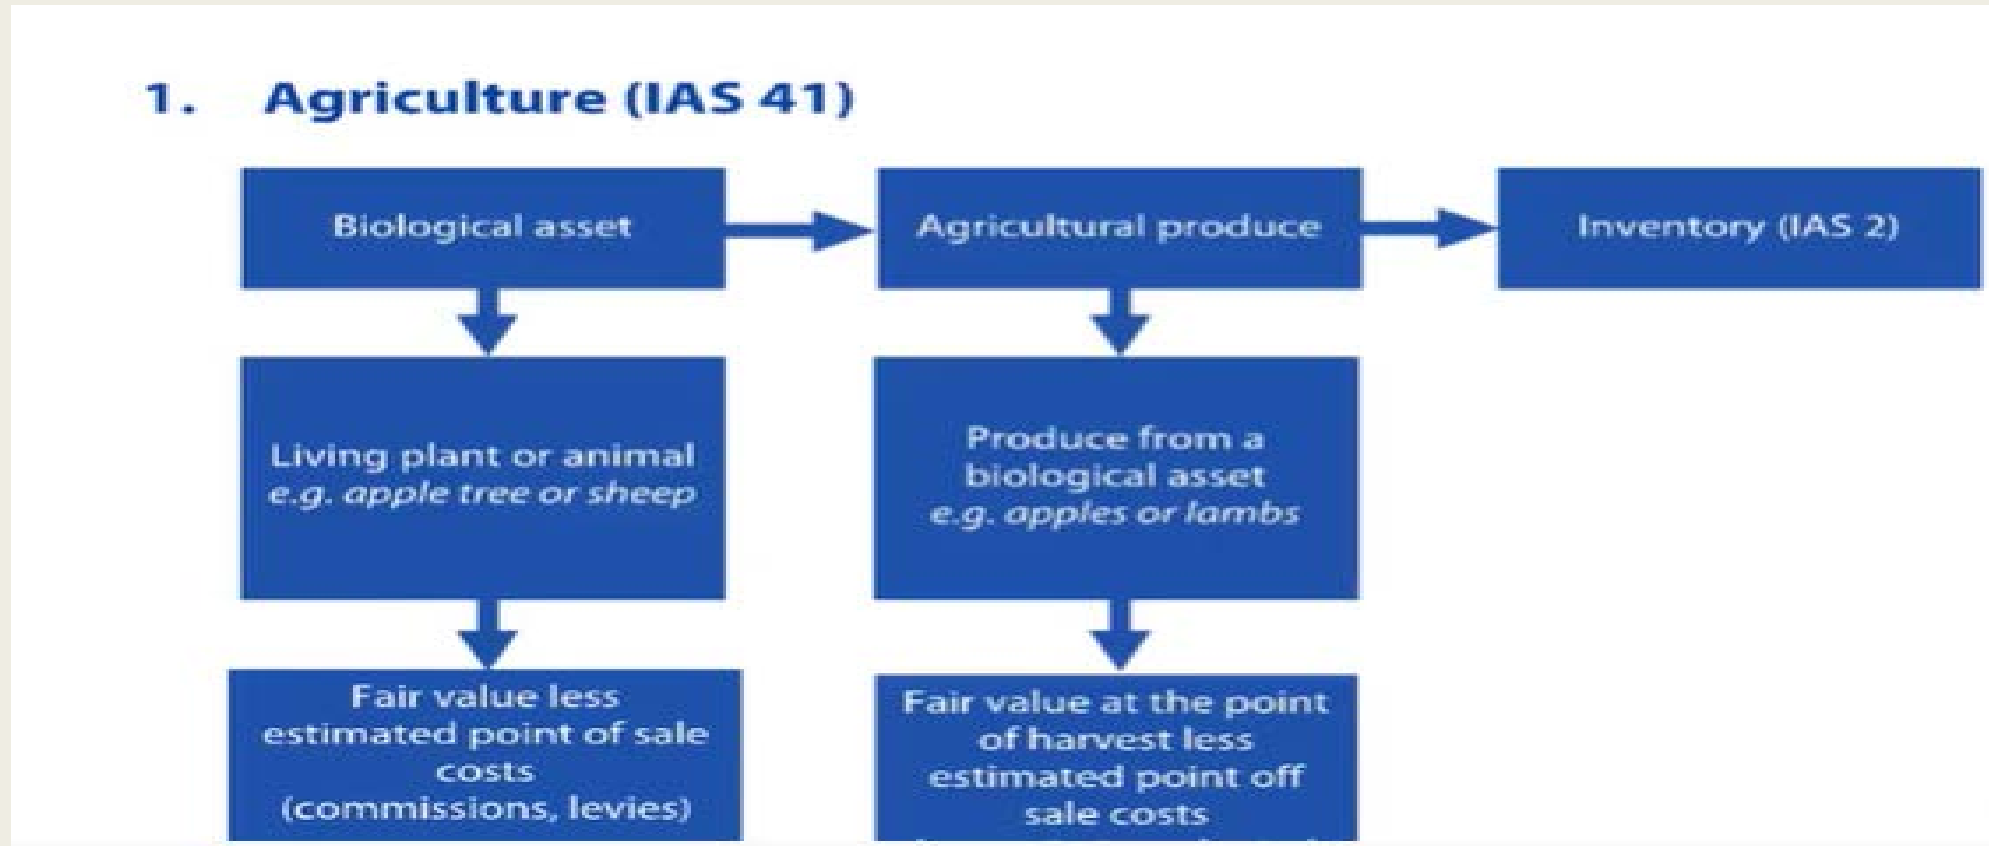 1. Agriculture (IAS 41)
Biological asset
Agricultural produce
Inventory (IAS 2)
Living plant or animal
e.g. apple tree or sheep
Produce from a
biological asset
e.g. apples or lambs
Fair value less
estimated point of sale
costs
(commissions, levies)
Fair value at the point
of harvest less
estimated point off
sale costs